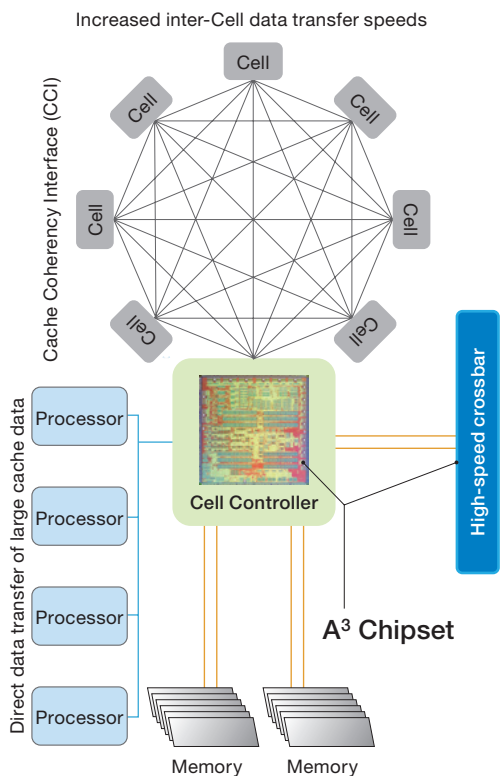 Increased inter-Cell data transfer speeds
Cache Coherency Interface (CCI)
Cell
Cell
Cell
Cell
Cell
Cell
Cell
Direct data transfer of large cache data
Processor
Processor
Processor
Processor
Cell Controller
High-speed crossbar
A³ Chipset
Memory
Memory